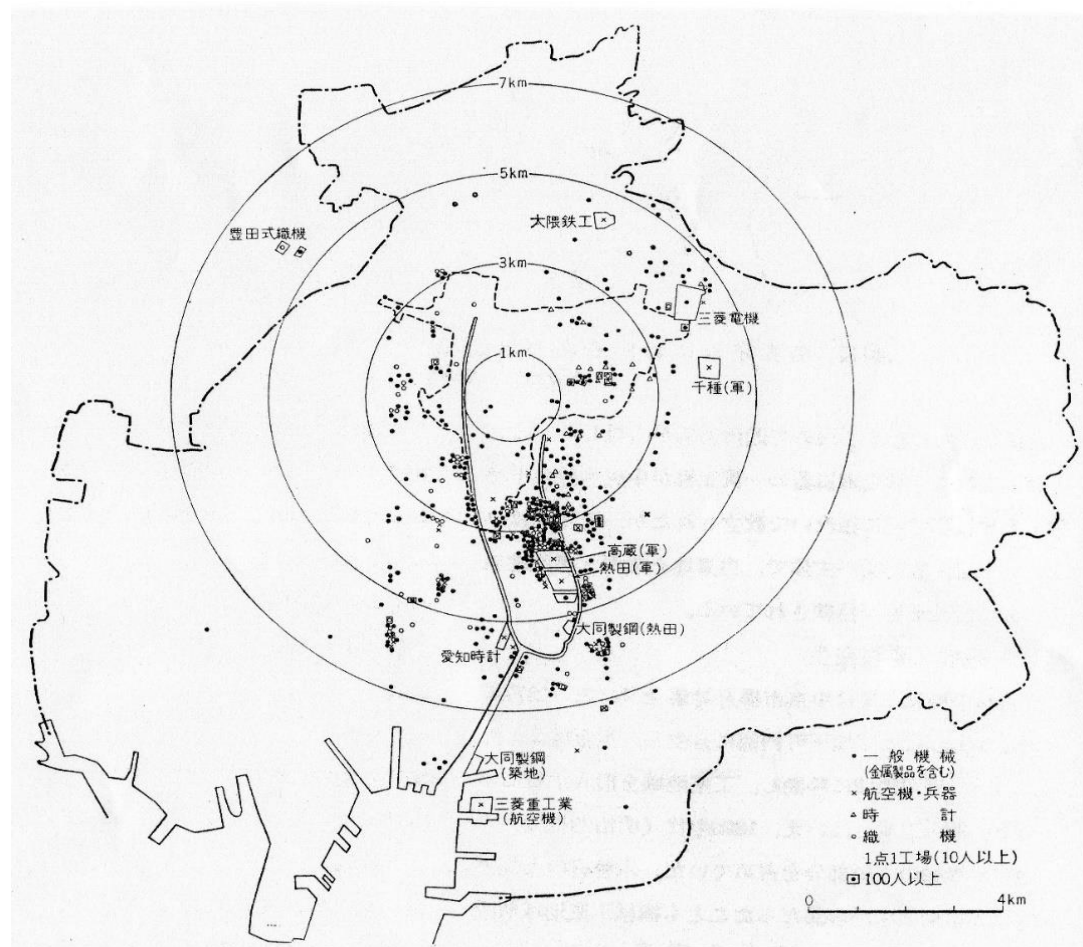 7km
5km
大隈鉄工
豊田式織機
3km
三菱電機
1km
千種(軍)
高蔵(軍)
熱田(軍)
大同製鋼(熱田)
愛知時計
大同製鋼
(築地)
三菱重工業
(航空機)
• 一般機械
(金属製品を含む)
× 航空機・兵器
△ 時計
○ 織機
1点1工場(10人以上)
100人以上
0 4km